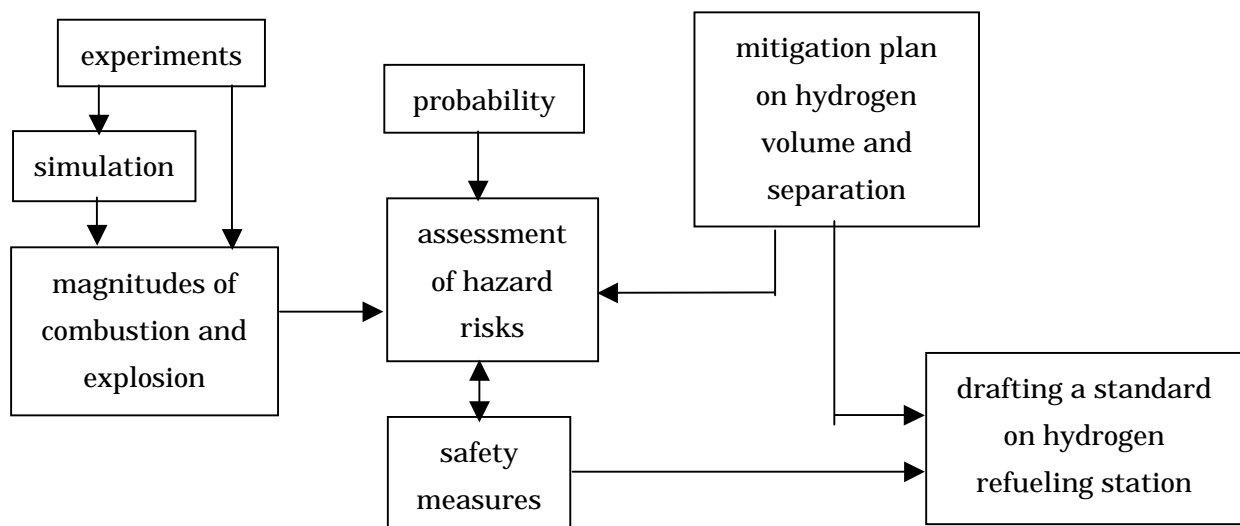 experiments
simulation
magnitudes of
combustion and
explosion
probability
assessment
of hazard
risks
safety
measures
mitigation plan
on hydrogen
volume and
separation
drafting a standard
on hydrogen
refueling station